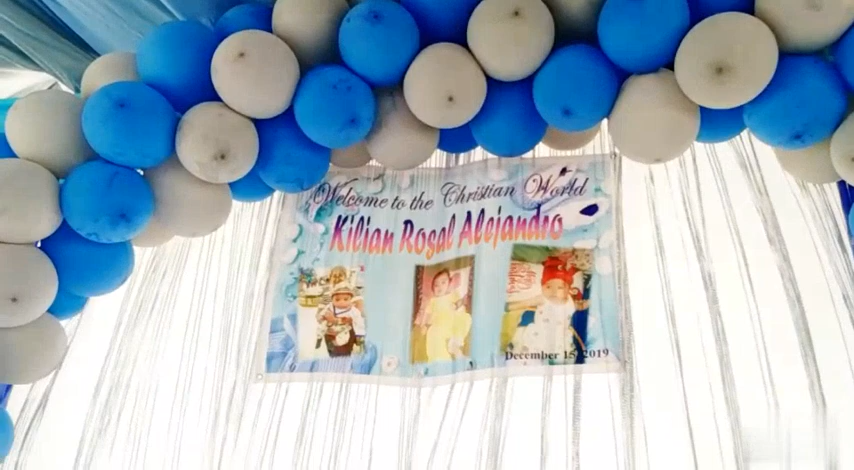 Welcome to the Christian World
Kilian Rosal Alejandro
December 15, 2019